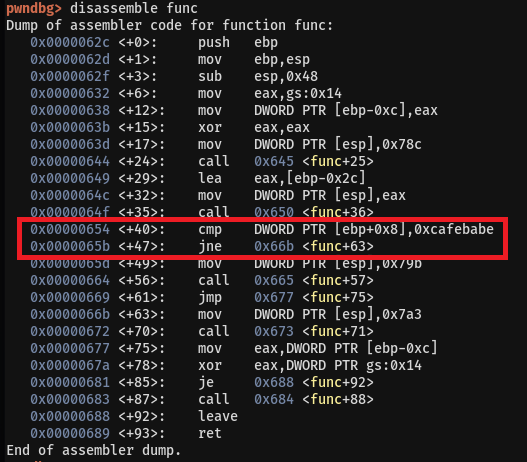 pwndbg> disassemble func
Dump of assembler code for function func:
0x0000062c <+0>: push ebp
0x0000062d <+1>: mov ebp,esp
0x0000062f <+3>: sub esp,0x48
0x00000632 <+6>: mov eax,gs:0x14
0x00000638 <+12>: mov DWORD PTR [ebp-0xc],eax
0x0000063b <+15>: xor eax,eax
0x0000063d <+17>: mov DWORD PTR [esp],0x78c
0x00000644 <+24>: call 0x645 <func+25>
0x00000649 <+29>: lea eax,[ebp-0x2c]
0x0000064c <+32>: mov DWORD PTR [esp],eax
0x0000064f <+35>: call 0x650 <func+36>
0x00000654 <+40>: cmp DWORD PTR [ebp+0x8],0xcafebabe
0x0000065b <+47>: jne 0x66b <func+63>
0x0000065d <+49>: mov DWORD PTR [esp],0x79b
0x00000664 <+56>: call 0x665 <func+57>
0x00000669 <+61>: jmp 0x677 <func+75>
0x0000066b <+63>: mov DWORD PTR [esp],0x7a3
0x00000672 <+70>: call 0x673 <func+71>
0x00000677 <+75>: mov eax,DWORD PTR [ebp-0xc]
0x0000067a <+78>: xor eax,DWORD PTR gs:0x14
0x00000681 <+85>: je 0x688 <func+92>
0x00000683 <+87>: call 0x684 <func+88>
0x00000688 <+92>: leave
0x00000689 <+93>: ret
End of assembler dump.